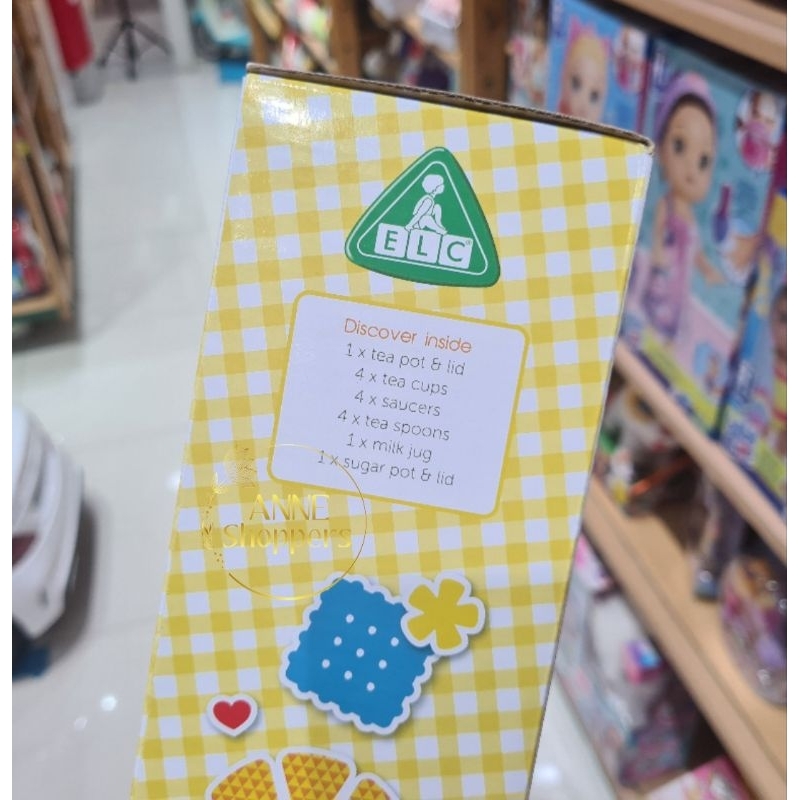 ELC
Discover inside
1 x tea pot & lid
4 x tea cups
4 x saucers
4 x tea spoons
1 x milk jug
1 x sugar pot & lid
ANNE
Shoppers